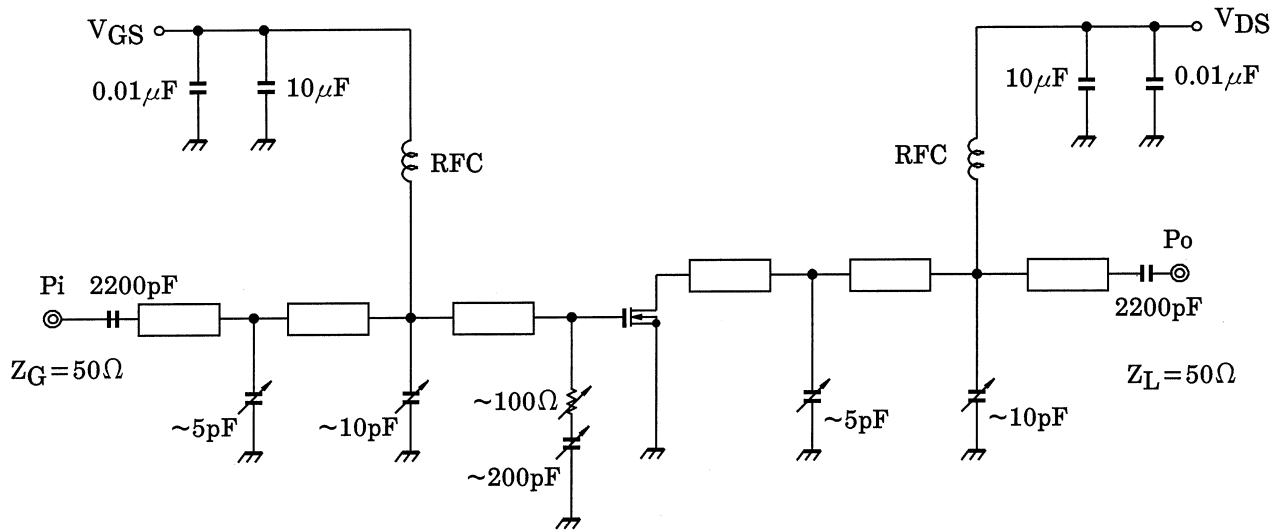 VGS
VDS
0.01μF
10μF
10μF
0.01μF
RFC
RFC
Pi
2200pF
Po
2200pF
ZG=50Ω
ZL=50Ω
~5pF
~10pF
~100Ω
~200pF
~5pF
~10pF